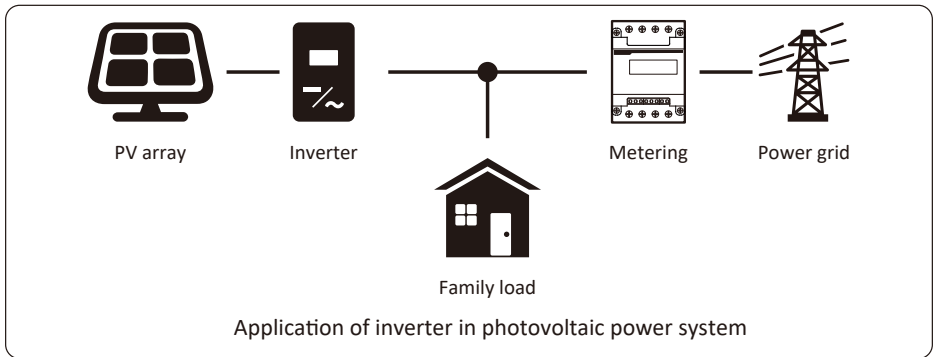 PV array
Inverter
Metering
Power grid
Family load
Application of inverter in photovoltaic power system